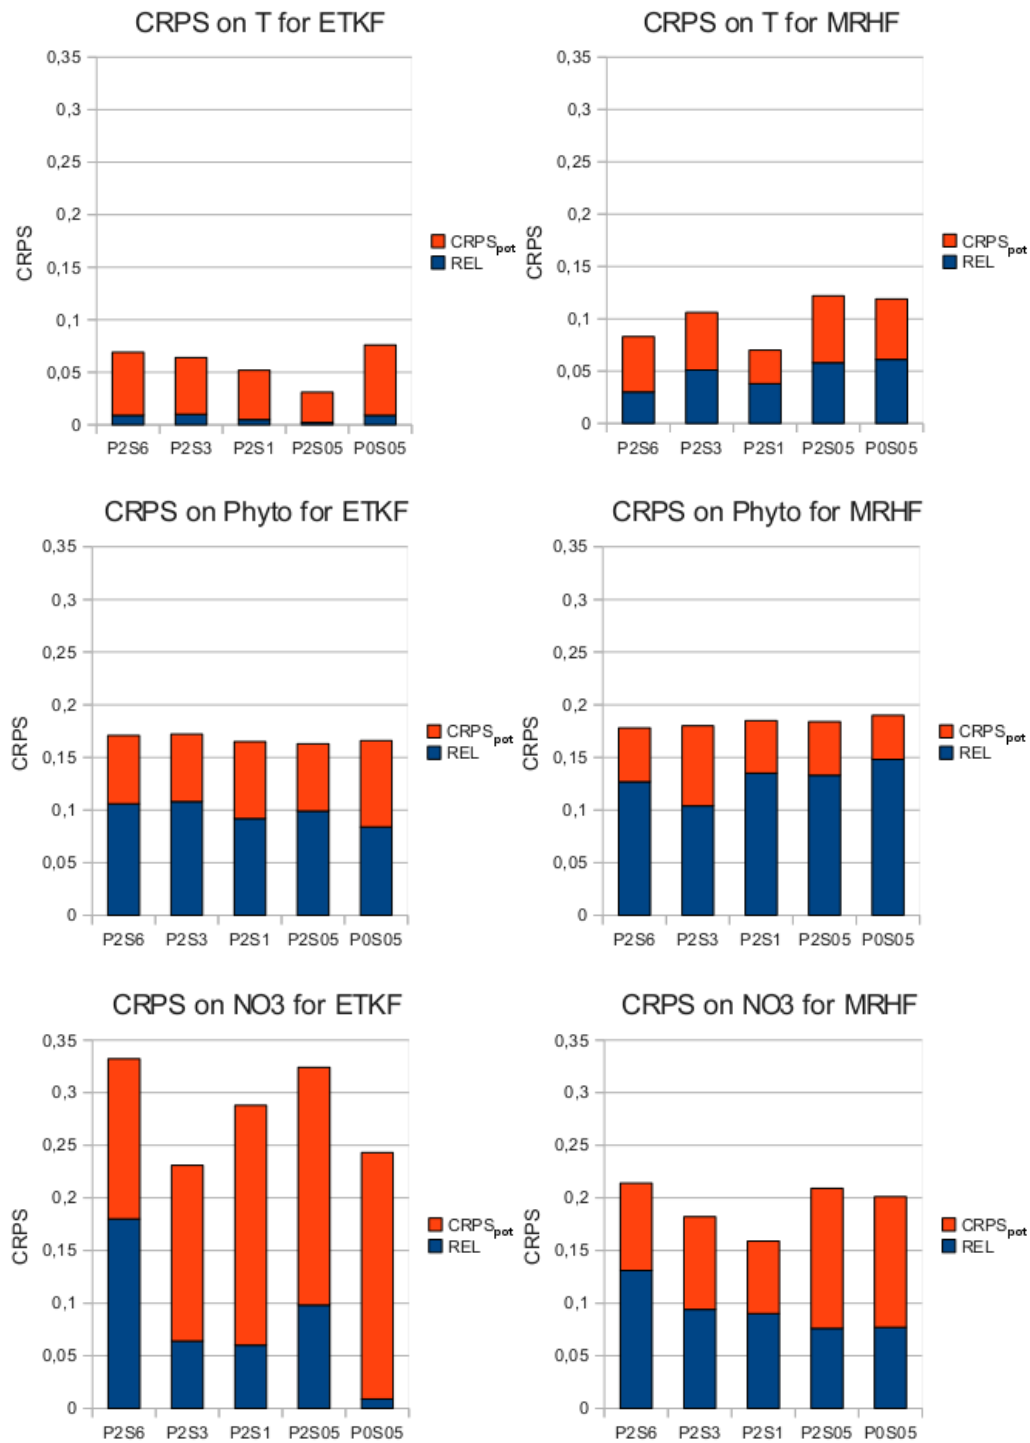 CRPS on T for ETKF
0,35
0,3
0,25
0,2
0,15
0,1
0,05
0
CRPS
P2S6 P2S3 P2S1 P2S05 P0S05
CRPSpot
REL
CRPS on T for MRHF
0,35
0,3
0,25
0,2
0,15
0,1
0,05
0
CRPS
P2S6 P2S3 P2S1 P2S05 P0S05
CRPSpot
REL
CRPS on Phyto for ETKF
0,35
0,3
0,25
0,2
0,15
0,1
0,05
0
CRPS
P2S6 P2S3 P2S1 P2S05 P0S05
CRPSpot
REL
CRPS on Phyto for MRHF
0,35
0,3
0,25
0,2
0,15
0,1
0,05
0
CRPS
P2S6 P2S3 P2S1 P2S05 P0S05
CRPSpot
REL
CRPS on NO3 for ETKF
0,35
0,3
0,25
0,2
0,15
0,1
0,05
0
CRPS
P2S6 P2S3 P2S1 P2S05 P0S05
CRPSpot
REL
CRPS on NO3 for MRHF
0,35
0,3
0,25
0,2
0,15
0,1
0,05
0
CRPS
P2S6 P2S3 P2S1 P2S05 P0S05
CRPSpot
REL